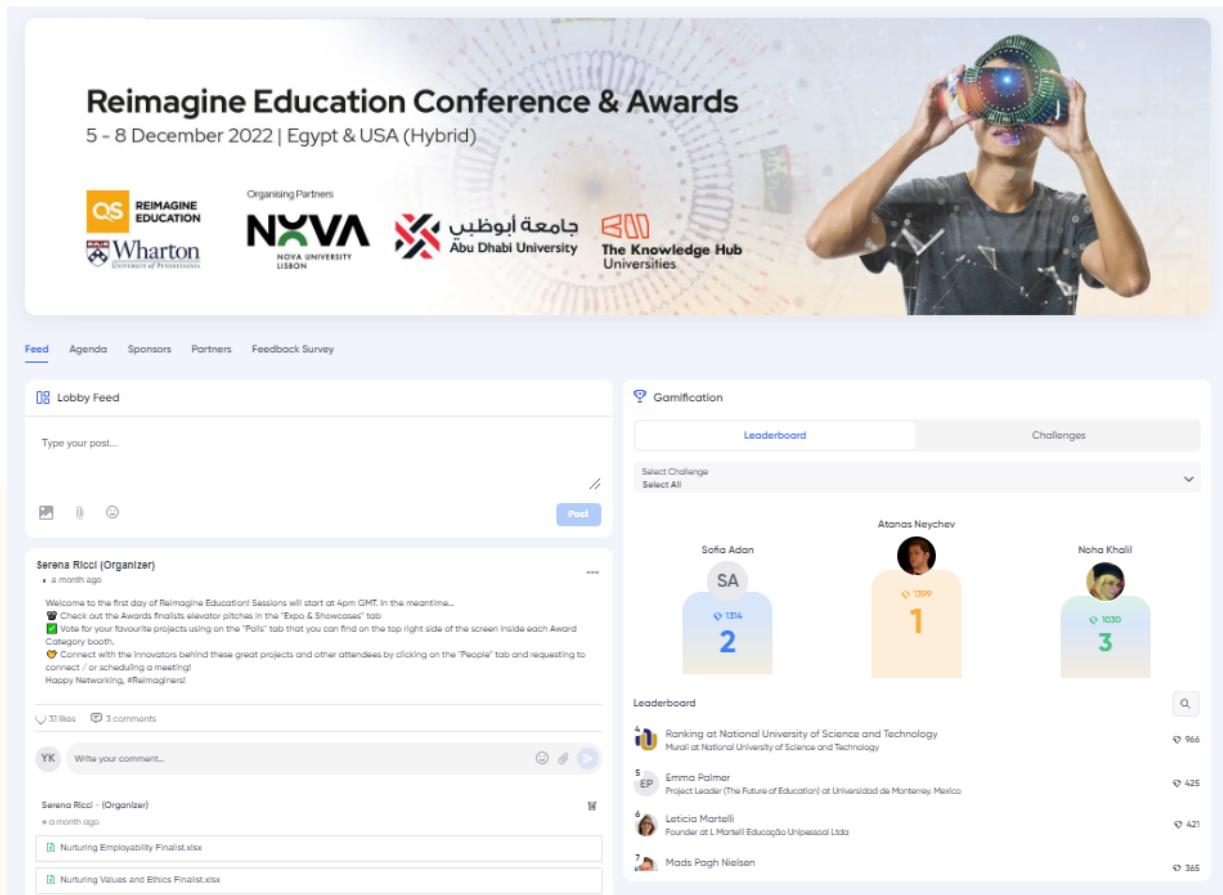 Reimagine Education Conference & Awards
5 - 8 December 2022 | Egypt & USA (Hybrid)
QS REIMAGINE EDUCATION
Wharton
UNIVERSITY of PENNSYLVANIA
Organising Partners
NOVA
NOVA UNIVERSITY
LISBON
جامعة أبوظبي
Abu Dhabi University
The Knowledge Hub
Universities
Feed Agenda Sponsors Partners Feedback Survey
Lobby Feed
Type your post...
Post
Serena Ricci (Organizer)
a month ago
Welcome to the first day of Reimagine Education! Sessions will start at 4pm GMT. In the meantime...
Check out the Awards finalists elevator pitches in the "Expo & Showcases" tab
✅ Vote for your favourite projects using on the "Polls" tab that you can find on the top right side of the screen inside each Award
Category booth.
Connect with the innovators behind these great projects and other attendees by clicking on the "People" tab and requesting to
connect / or scheduling a meeting!
Happy Networking, #Reimaginers!
31 likes 3 comments
YK Write your comment...
Serena Ricci - (Organizer)
a month ago
Nurturing Employability Finalist.xlsx
Nurturing Values and Ethics Finalist.xlsx
Gamification
Leaderboard Challenges
Select Challenge
Select All
Atanas Neychev
1399
1
Sofia Adan
SA
1314
2
Noha Khalil
1030
3
Leaderboard
4 Ranking at National University of Science and Technology 966
Murali at National University of Science and Technology
5 EP Emma Palmer 425
Project Leader (The Future of Education) at Universidad de Monterrey. Mexico
6 Leticia Martelli 421
Founder at L Martelli Educação Unipessoal Ltda
7 Mads Pagh Nielsen 365